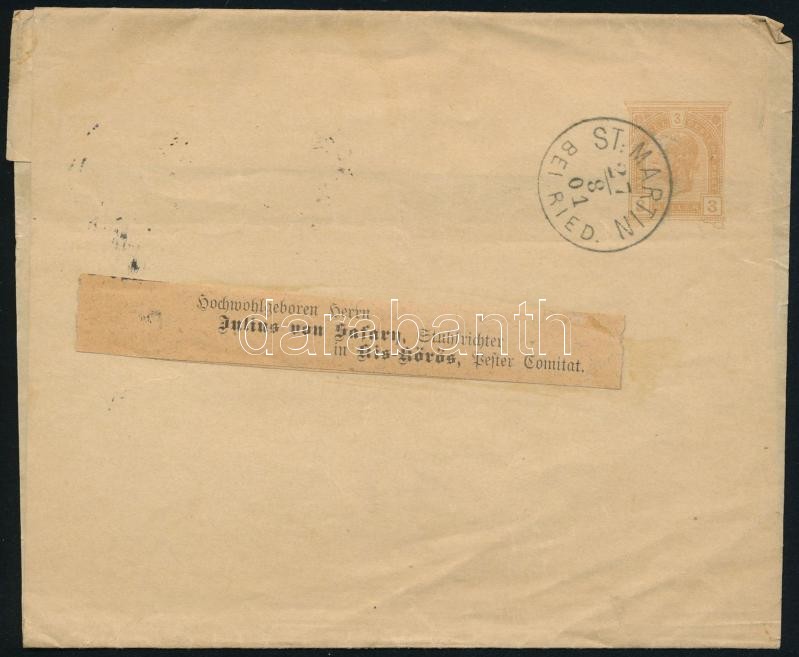 3
3
ST. MARTIN
BEI RIED.
27
8
01
Hochwohlgeboren Herrn
Julius von Safary, Stuhlrichter
in Kis-Körös, Pester Comitat.
darabanth